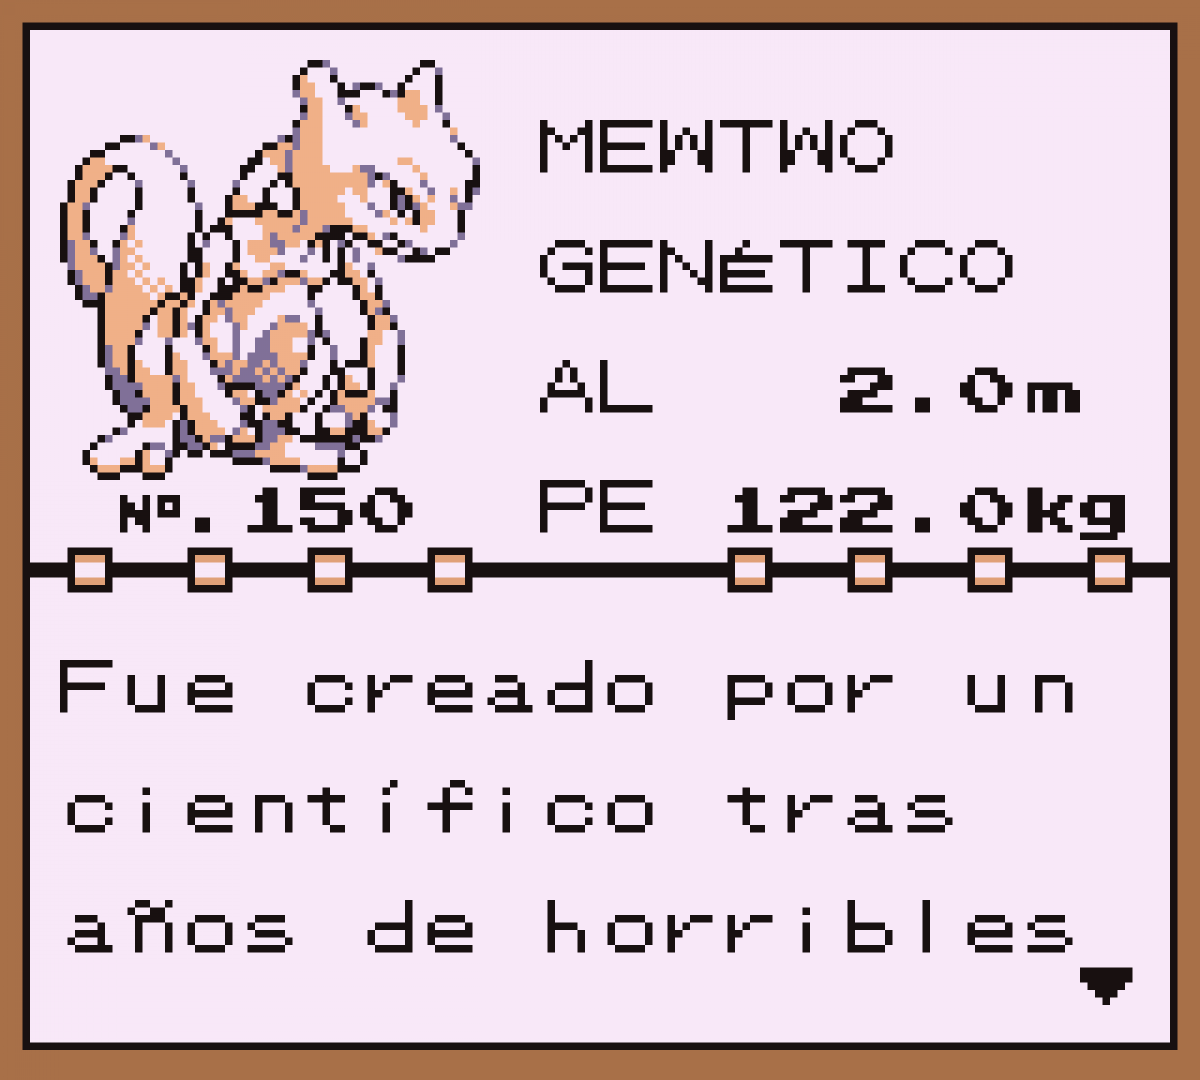 MEWTWO
GENéTICO
AL 2.0m
PE 122.0kg
Nº.150
Fue creado por un
científico tras
años de horribles